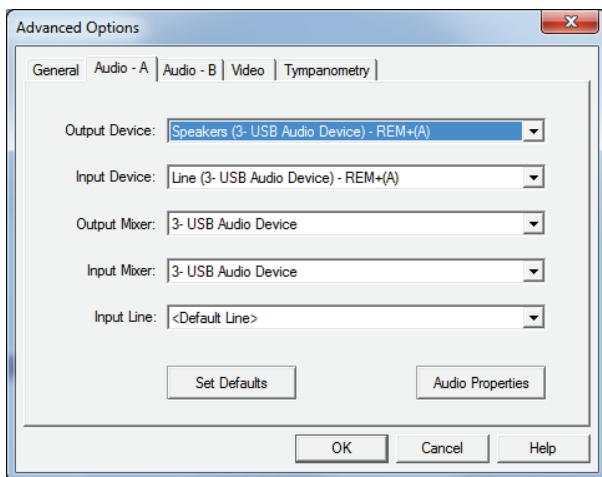 Advanced Options
General Audio - A Audio - B Video Tympanometry
Output Device: Speakers (3- USB Audio Device) - REM+(A)
Input Device: Line (3- USB Audio Device) - REM+(A)
Output Mixer: 3- USB Audio Device
Input Mixer: 3- USB Audio Device
Input Line: <Default Line>
Set Defaults Audio Properties
OK Cancel Help